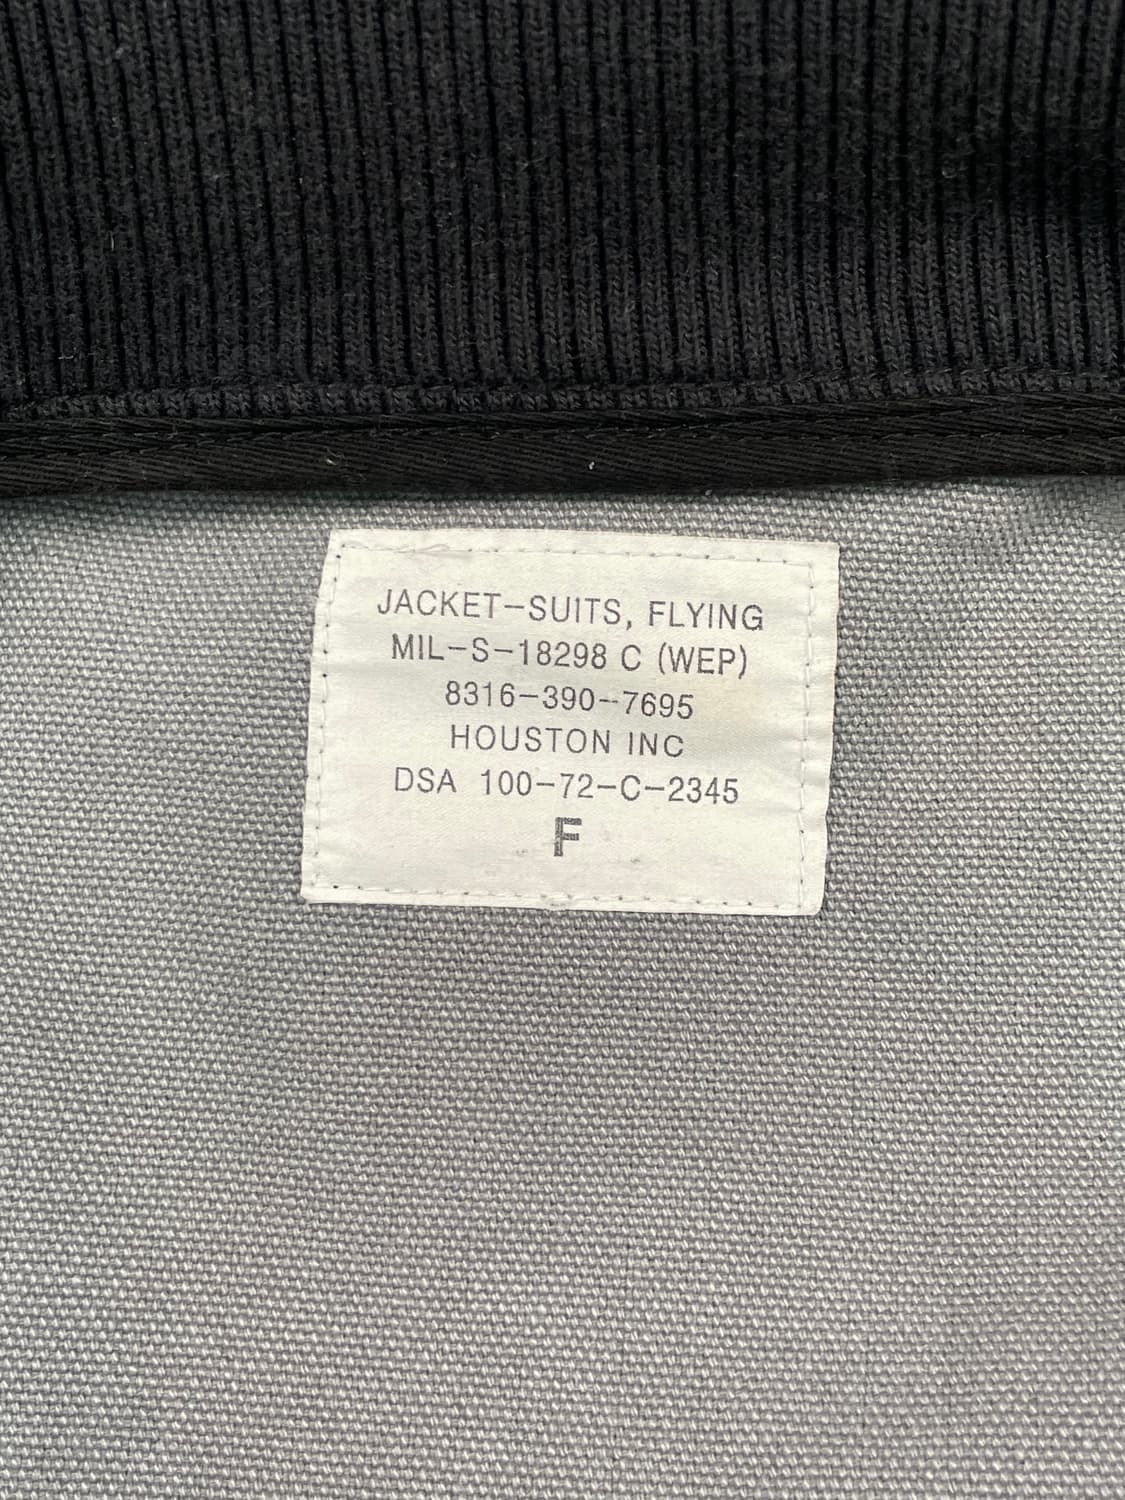 JACKET-SUITS, FLYING
MIL-S-18298 C (WEP)
8316-390--7695
HOUSTON INC
DSA 100-72-C-2345
F